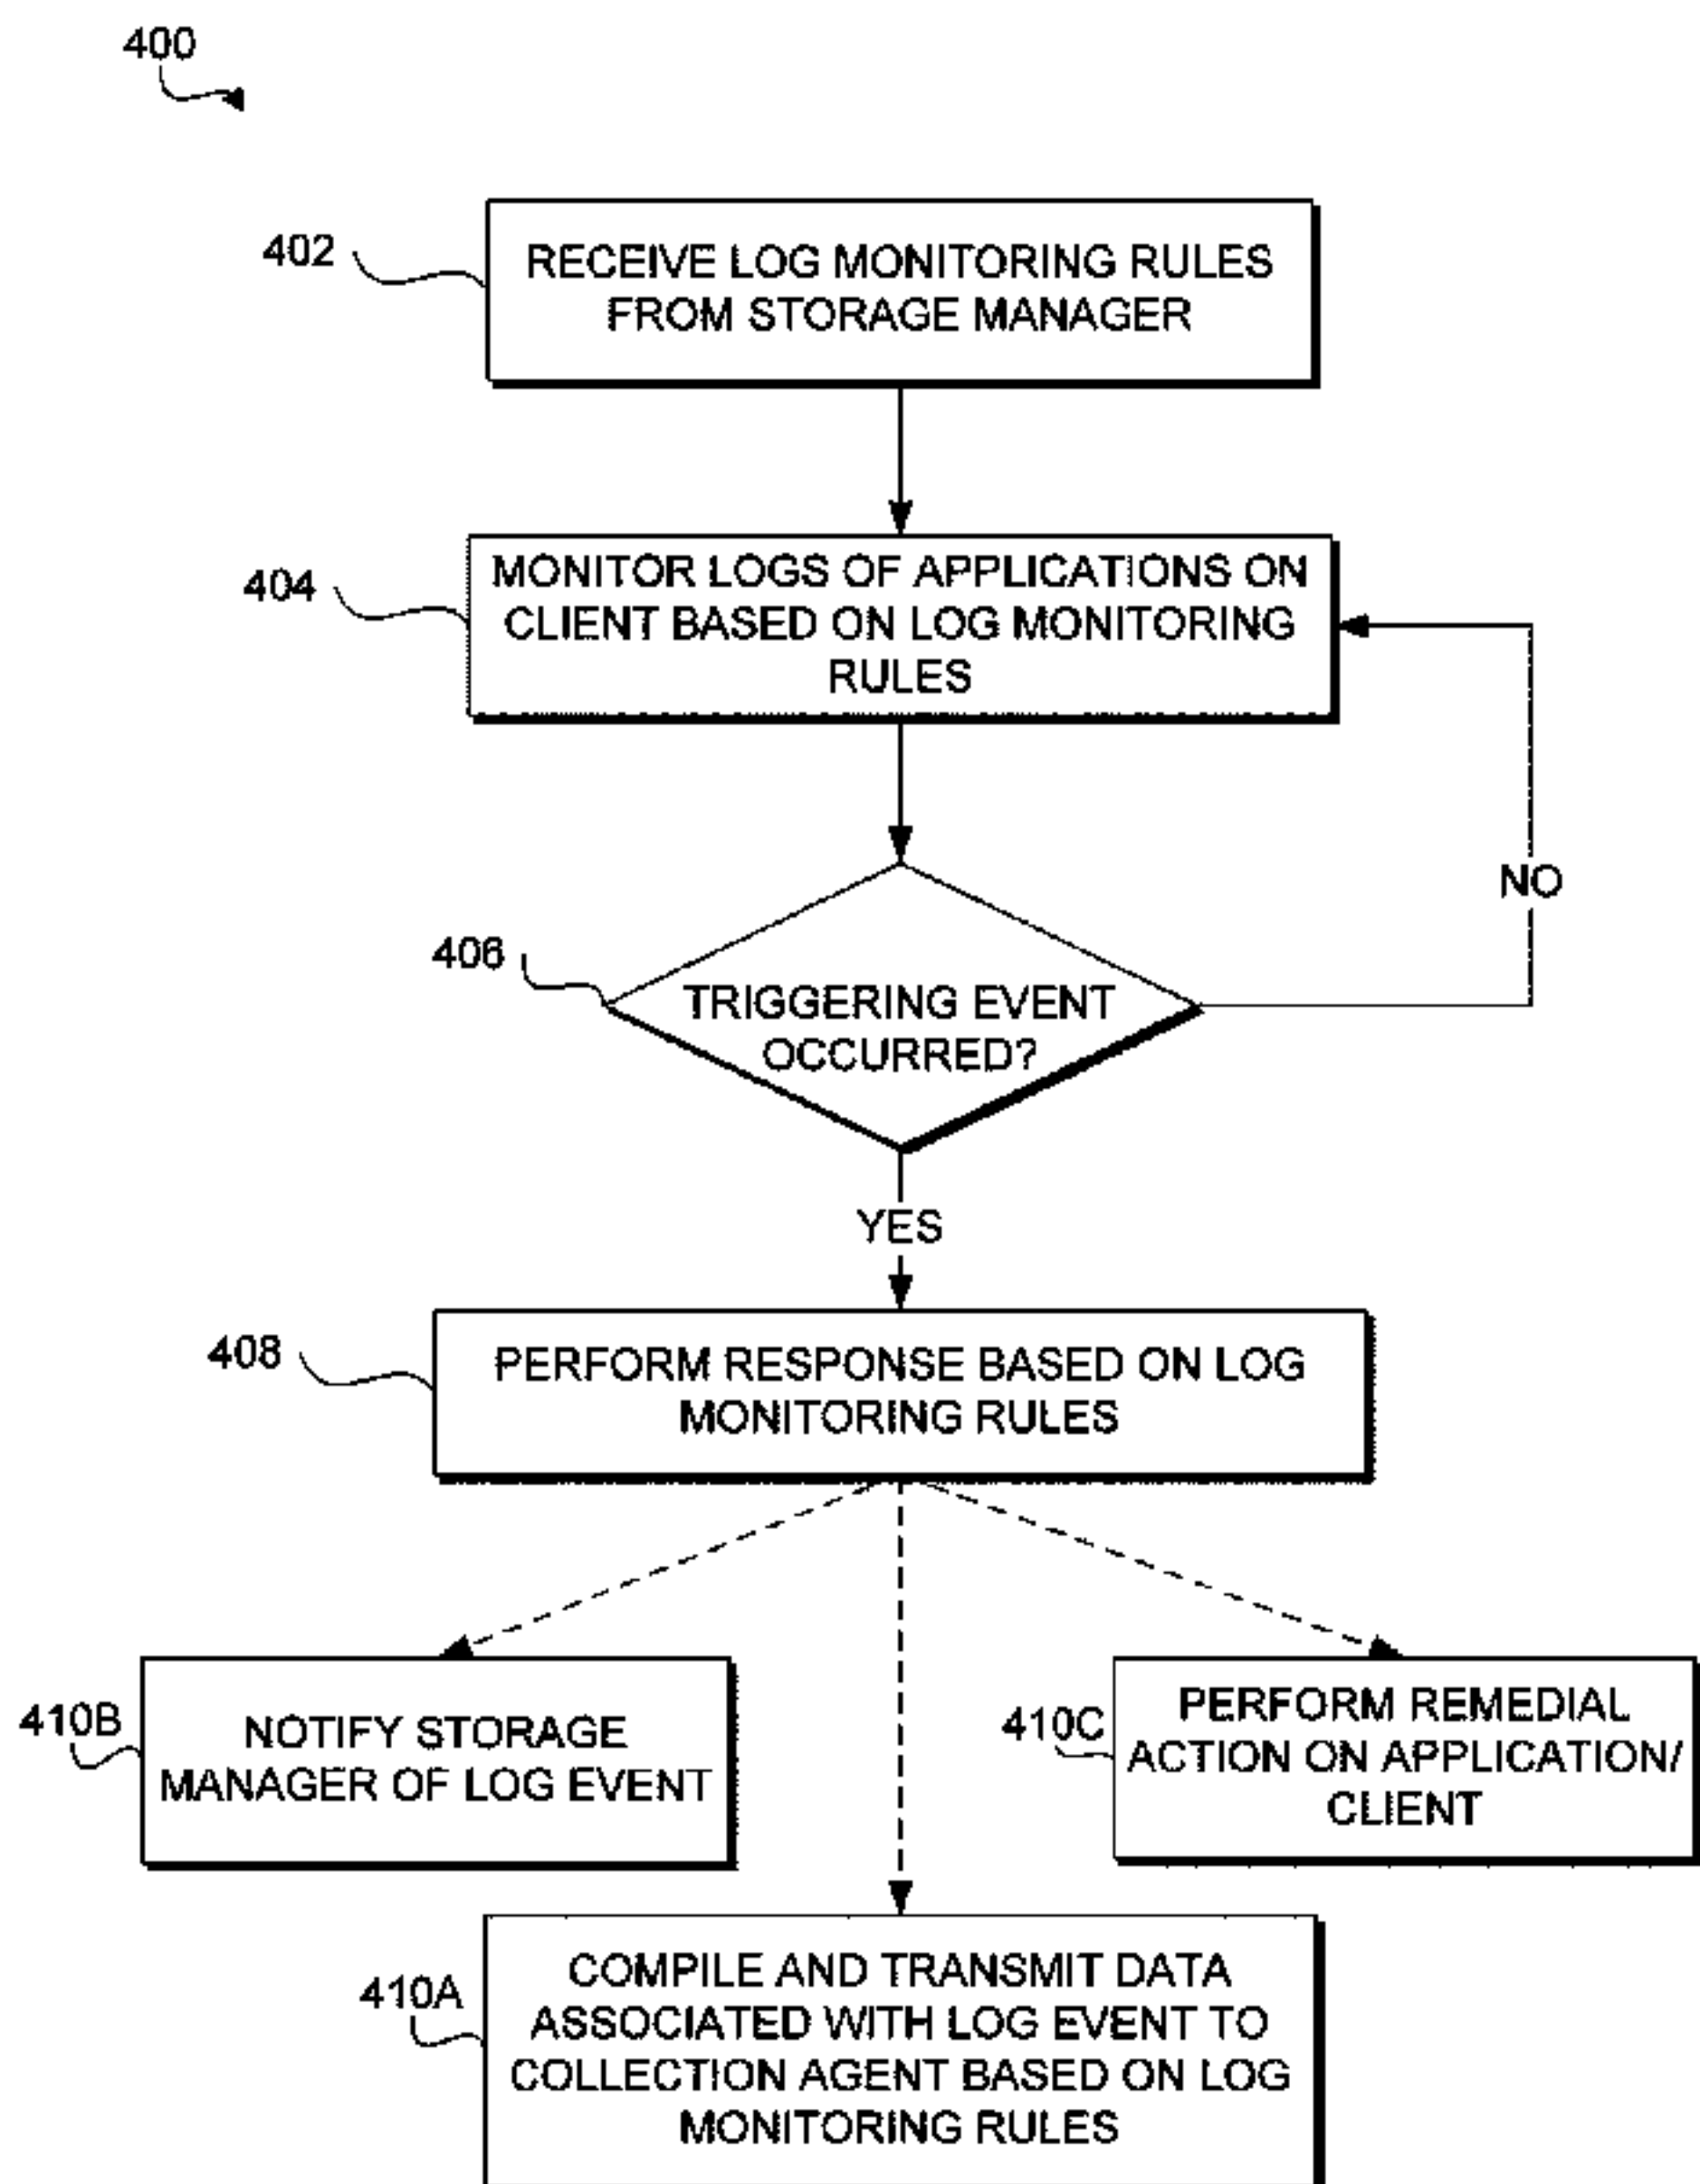 400
402
RECEIVE LOG MONITORING RULES
FROM STORAGE MANAGER
404
MONITOR LOGS OF APPLICATIONS ON
CLIENT BASED ON LOG MONITORING
RULES
NO
406
TRIGGERING EVENT
OCCURRED?
YES
408
PERFORM RESPONSE BASED ON LOG
MONITORING RULES
410B
NOTIFY STORAGE
MANAGER OF LOG EVENT
410C
PERFORM REMEDIAL
ACTION ON APPLICATION/
CLIENT
410A
COMPILE AND TRANSMIT DATA
ASSOCIATED WITH LOG EVENT TO
COLLECTION AGENT BASED ON LOG
MONITORING RULES